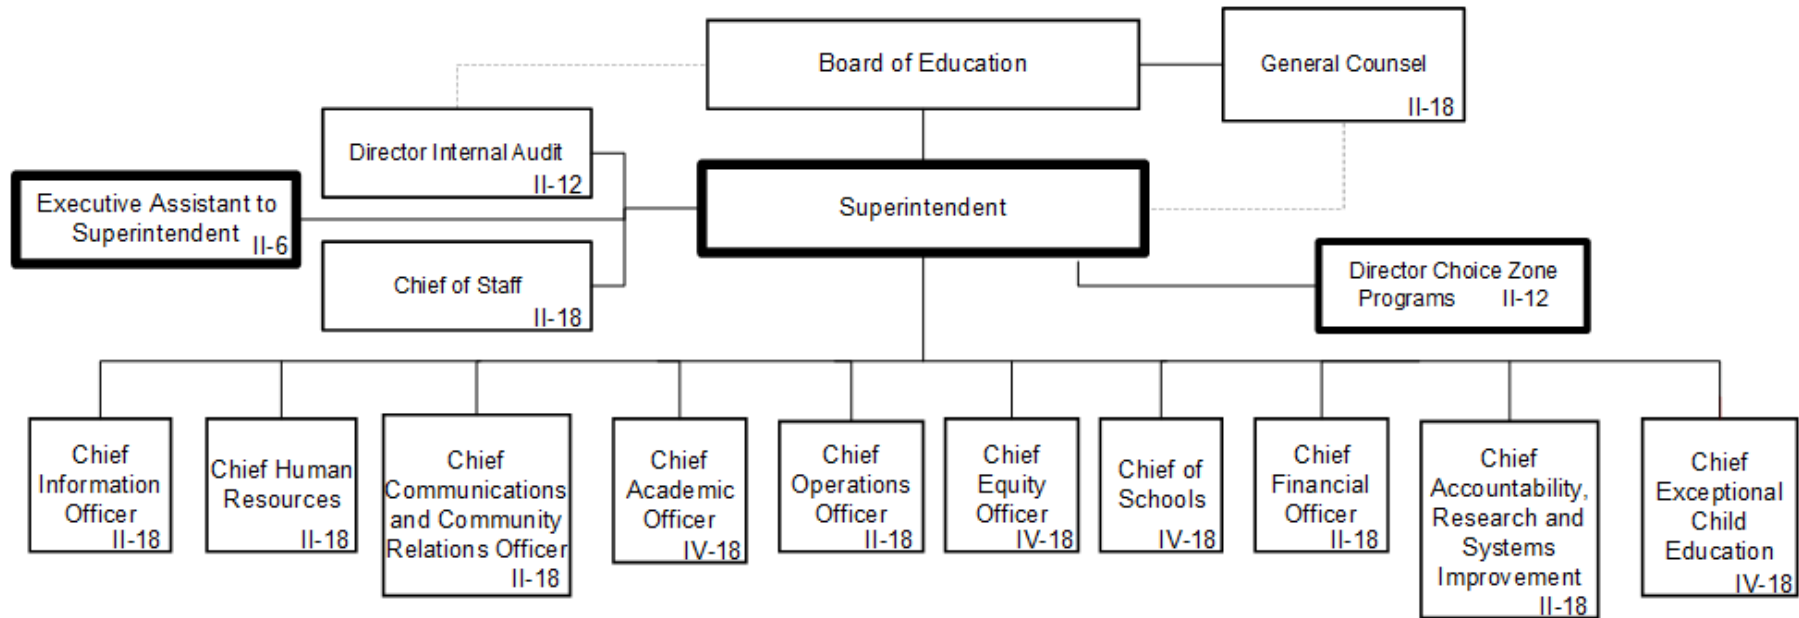 Board of Education
General Counsel
II-18
Director Internal Audit
II-12
Executive Assistant to
Superintendent II-6
Superintendent
Chief of Staff
II-18
Director Choice Zone
Programs II-12
Chief
Information
Officer
II-18
Chief Human
Resources
II-18
Chief
Communications
and Community
Relations Officer
II-18
Chief
Academic
Officer
IV-18
Chief
Operations
Officer
II-18
Chief
Equity
Officer
IV-18
Chief of
Schools
IV-18
Chief
Financial
Officer
II-18
Chief
Accountability,
Research and
Systems
Improvement
II-18
Chief
Exceptional
Child
Education
IV-18